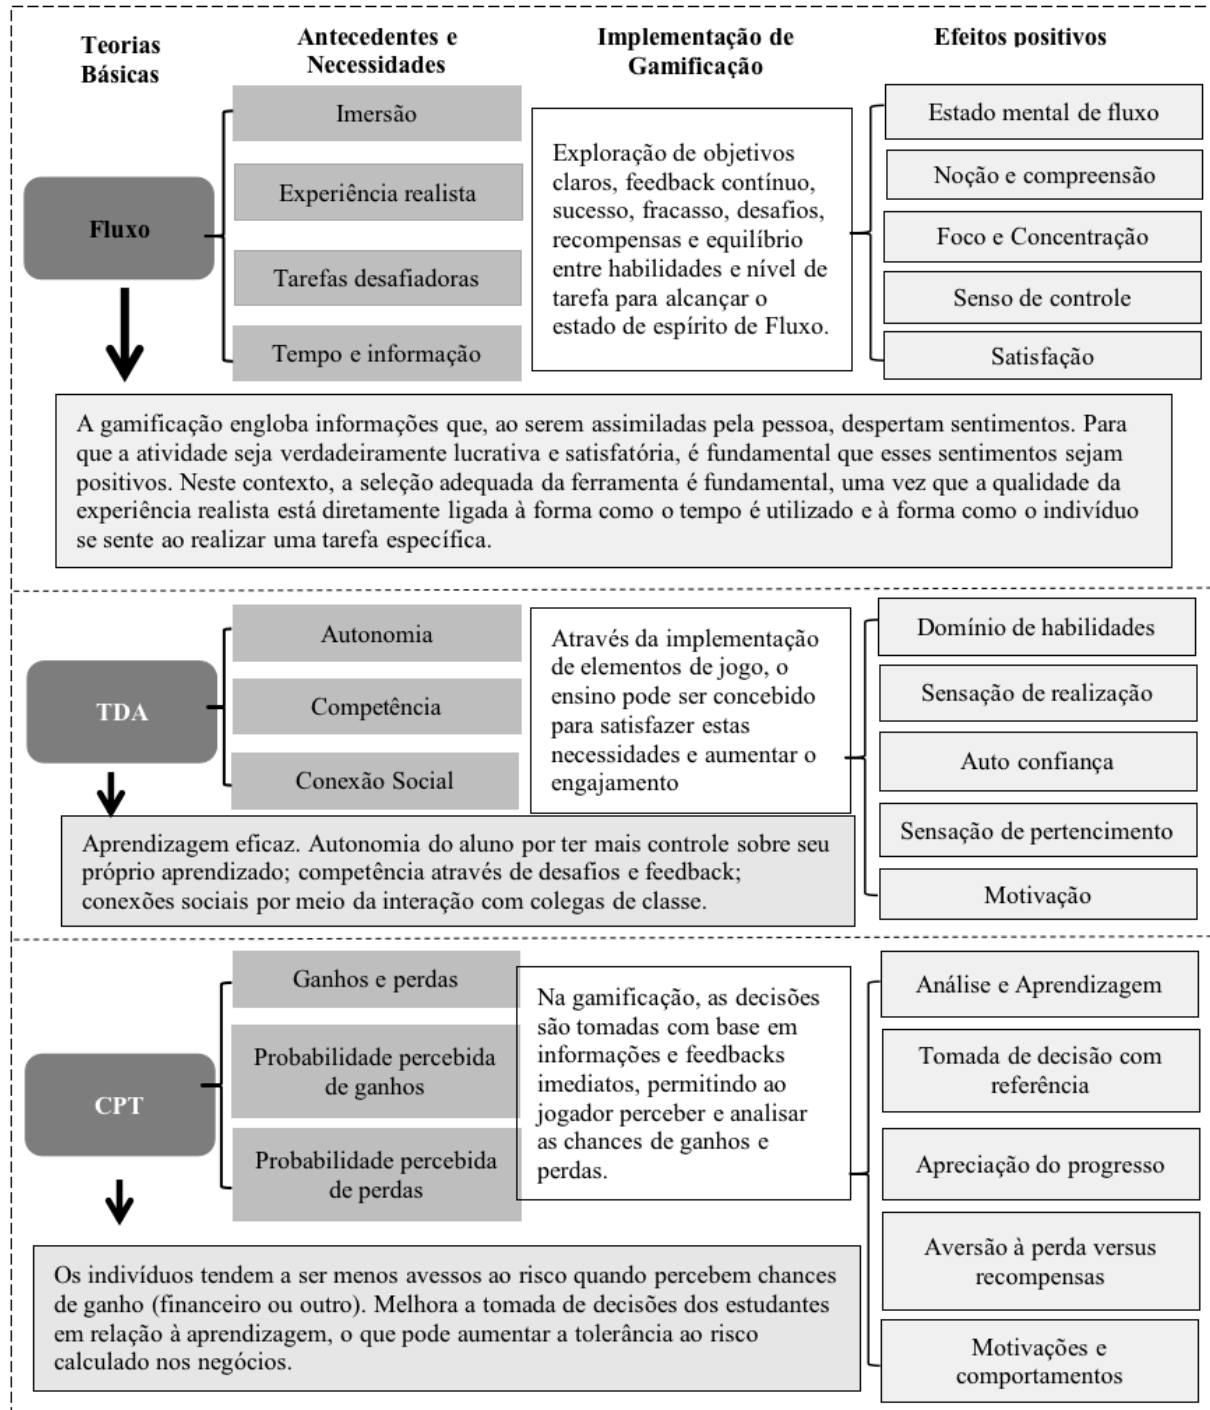 Teorias
Básicas
Antecedentes e
Necessidades
Implementação de
Gamificação
Efeitos positivos
Fluxo
Imersão
Experiência realista
Tarefas desafiadoras
Tempo e informação
Exploração de objetivos
claros, feedback contínuo,
sucesso, fracasso, desafios,
recompensas e equilíbrio
entre habilidades e nível de
tarefa para alcançar o
estado de espírito de Fluxo.
Estado mental de fluxo
Noção e compreensão
Foco e Concentração
Senso de controle
Satisfação
A gamificação engloba informações que, ao serem assimiladas pela pessoa, despertam sentimentos. Para
que a atividade seja verdadeiramente lucrativa e satisfatória, é fundamental que esses sentimentos sejam
positivos. Neste contexto, a seleção adequada da ferramenta é fundamental, uma vez que a qualidade da
experiência realista está diretamente ligada à forma como o tempo é utilizado e à forma como o indivíduo
se sente ao realizar uma tarefa específica.
TDA
Autonomia
Competência
Conexão Social
Através da implementação
de elementos de jogo, o
ensino pode ser concebido
para satisfazer estas
necessidades e aumentar o
engajamento
Domínio de habilidades
Sensação de realização
Auto confiança
Sensação de pertencimento
Motivação
Aprendizagem eficaz. Autonomia do aluno por ter mais controle sobre seu
próprio aprendizado; competência através de desafios e feedback;
conexões sociais por meio da interação com colegas de classe.
CPT
Ganhos e perdas
Probabilidade percebida
de ganhos
Probabilidade percebida
de perdas
Na gamificação, as decisões
são tomadas com base em
informações e feedbacks
imediatos, permitindo ao
jogador perceber e analisar
as chances de ganhos e
perdas.
Análise e Aprendizagem
Tomada de decisão com
referência
Apreciação do progresso
Aversão à perda versus
recompensas
Motivações e
comportamentos
Os indivíduos tendem a ser menos avessos ao risco quando percebem chances
de ganho (financeiro ou outro). Melhora a tomada de decisões dos estudantes
em relação à aprendizagem, o que pode aumentar a tolerância ao risco
calculado nos negócios.